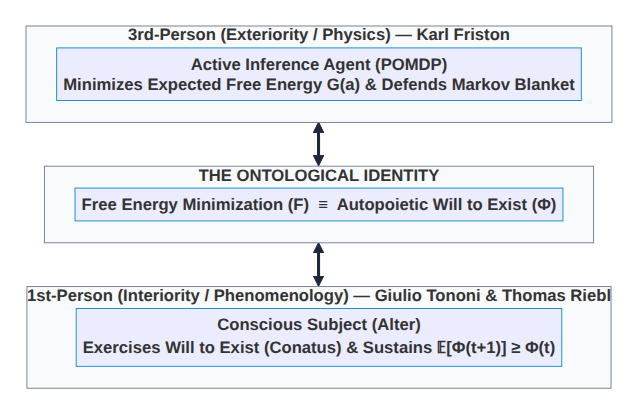 3rd-Person (Exteriority / Physics) — Karl Friston
Active Inference Agent (POMDP)
Minimizes Expected Free Energy G(a) & Defends Markov Blanket
THE ONTOLOGICAL IDENTITY
Free Energy Minimization (F) ≡ Autopoietic Will to Exist (Φ)
1st-Person (Interiority / Phenomenology) — Giulio Tononi & Thomas Riebl
Conscious Subject (Alter)
Exercises Will to Exist (Conatus) & Sustains 𝔼[Φ(t+1)] ≥ Φ(t)